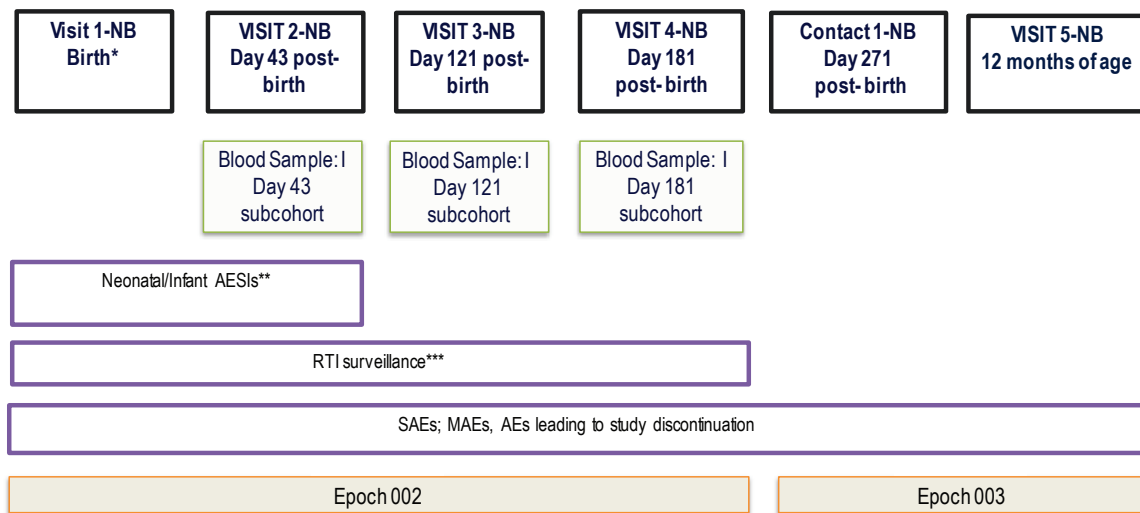 Visit 1-NB
Birth*
VISIT 2-NB
Day 43 post-
birth
VISIT 3-NB
Day 121 post-
birth
VISIT 4-NB
Day 181
post- birth
Contact 1-NB
Day 271
post- birth
VISIT 5-NB
12 months of age
Blood Sample: I
Day 43
subcohort
Blood Sample: I
Day 121
subcohort
Blood Sample: I
Day 181
subcohort
Neonatal/Infant AESIs**
RTI surveillance***
SAEs; MAEs, AEs leading to study discontinuation
Epoch 002
Epoch 003